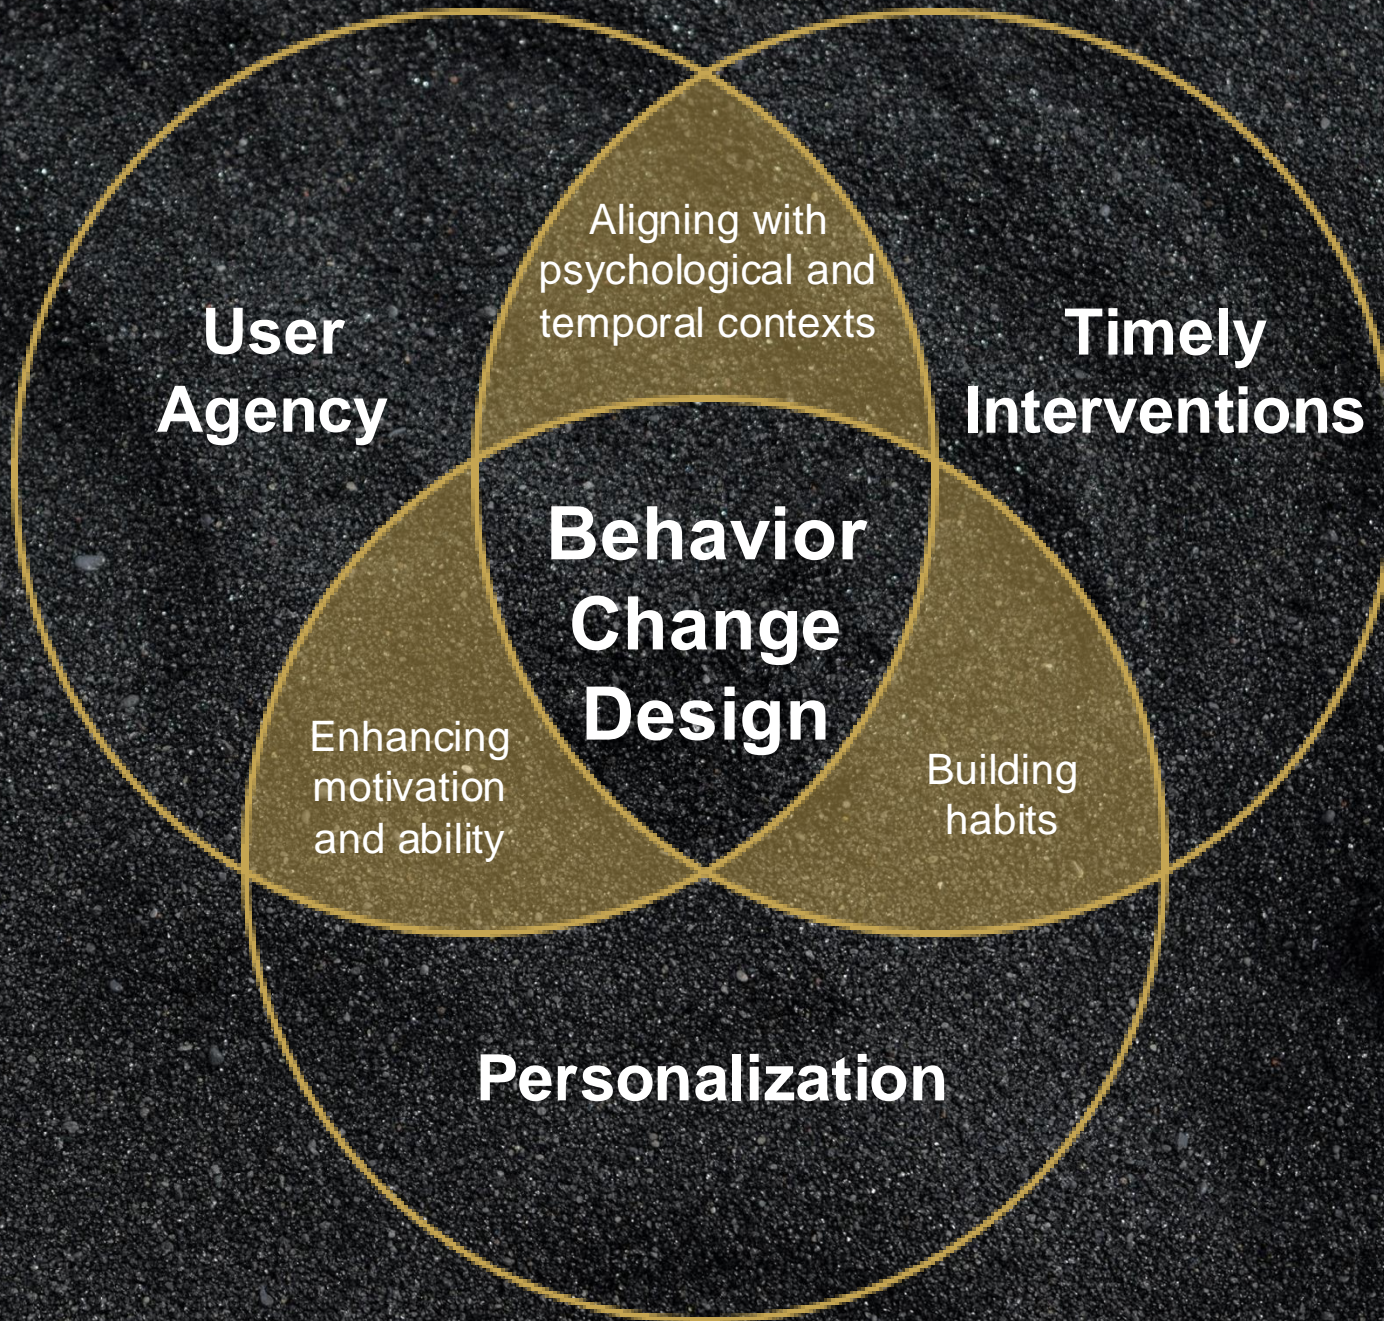 Aligning with
psychological and
temporal contexts
User
Agency
Timely
Interventions
Behavior
Change
Design
Enhancing
motivation
and ability
Building
habits
Personalization